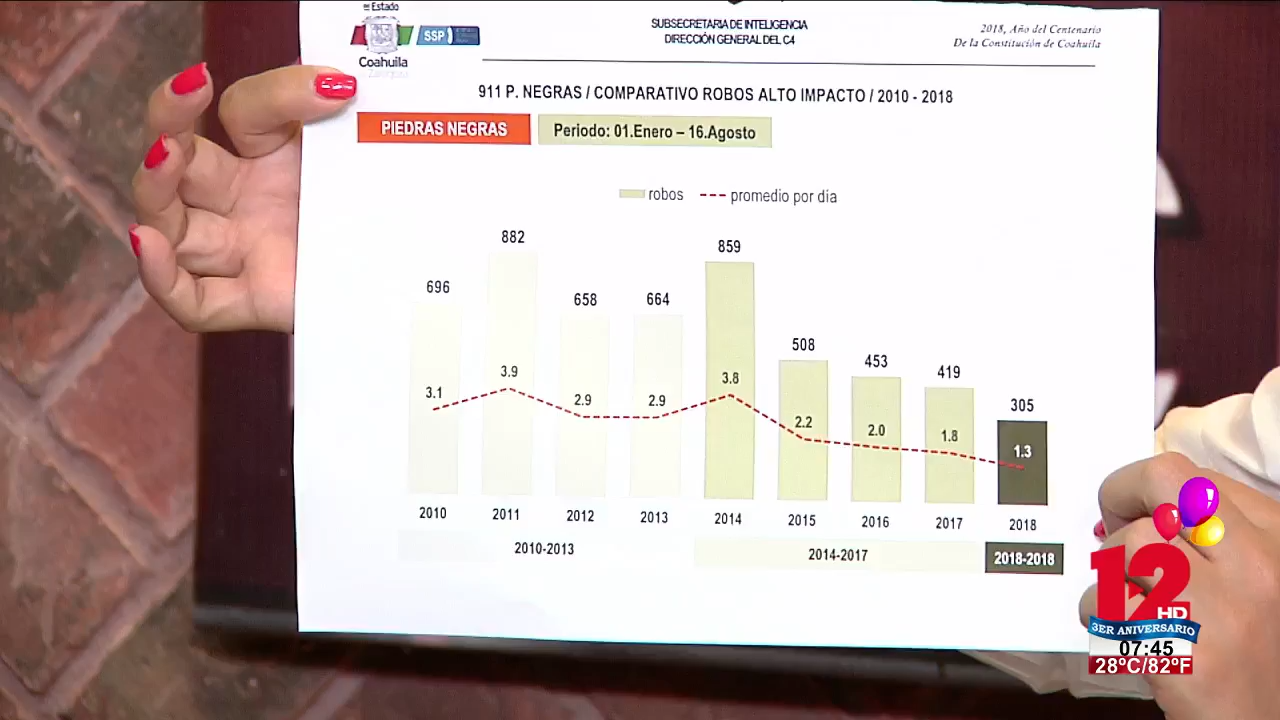 Estado
SSP
Coahuila
SUBSECRETARIA DE INTELIGENCIA
DIRECCIÓN GENERAL DEL C4
2018, Año del Centenario
De la Constitución de Coahuila
911 P. NEGRAS / COMPARATIVO ROBOS ALTO IMPACTO / 2010 - 2018
PIEDRAS NEGRAS
Periodo: 01.Enero – 16.Agosto
robos
promedio por dia
696
882
658
664
859
508
453
419
305
3.1
3.9
2.9
2.9
3.8
2.2
2.0
1.8
1.3
2010
2011
2012
2013
2014
2015
2016
2017
2018
2010-2013
2014-2017
2018-2018
12
HD
3ER ANIVERSARIO
07:45
28ºC/82ºF